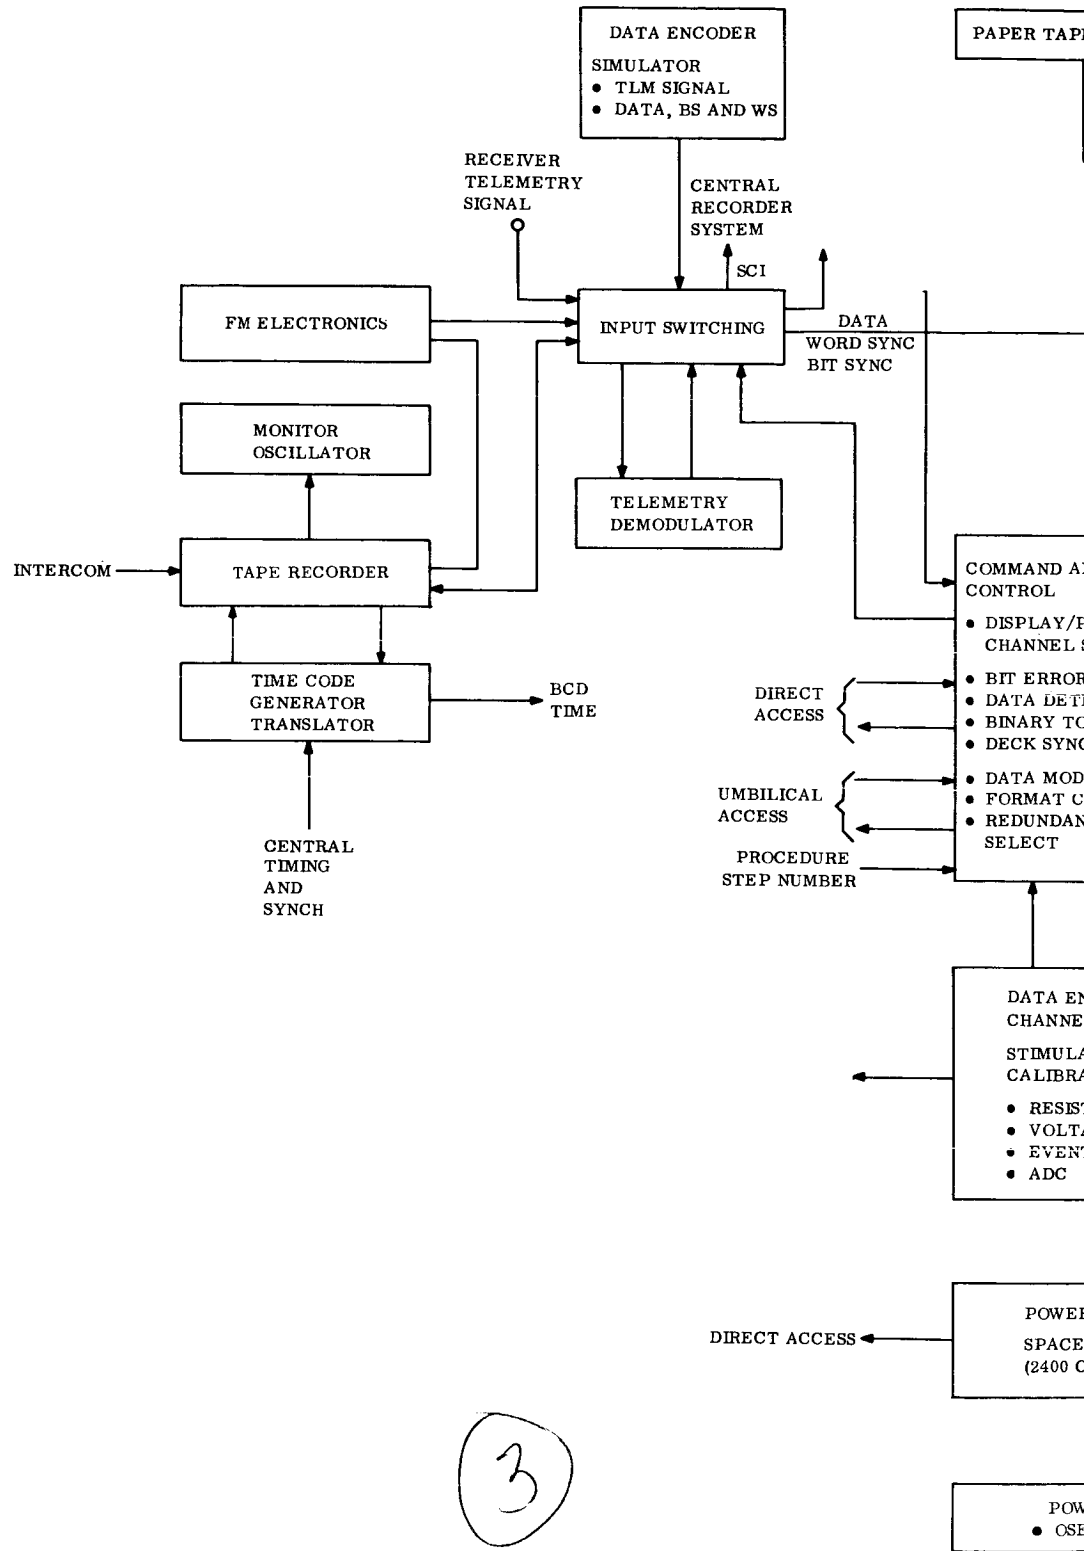 DATA ENCODER
SIMULATOR
● TLM SIGNAL
● DATA, BS AND WS
PAPER TAPE
RECEIVER
TELEMETRY
SIGNAL
CENTRAL
RECORDER
SYSTEM
SCI
FM ELECTRONICS
INPUT SWITCHING
DATA
WORD SYNC
BIT SYNC
MONITOR
OSCILLATOR
TELEMETRY
DEMODULATOR
INTERCOM
TAPE RECORDER
TIME CODE
GENERATOR
TRANSLATOR
BCD
TIME
CENTRAL
TIMING
AND
SYNCH
COMMAND A
CONTROL
● DISPLAY/
CHANNEL S
● BIT ERROR
● DATA DET
● BINARY TO
● DECK SYNC
● DATA MOD
● FORMAT C
● REDUNDAN
SELECT
DIRECT
ACCESS
UMBILICAL
ACCESS
PROCEDURE
STEP NUMBER
DATA EN
CHANNE
STIMULA
CALIBRA
● RESIST
● VOLTA
● EVENT
● ADC
DIRECT ACCESS
POWER
SPACE
(2400 C
3
POW
● OSE